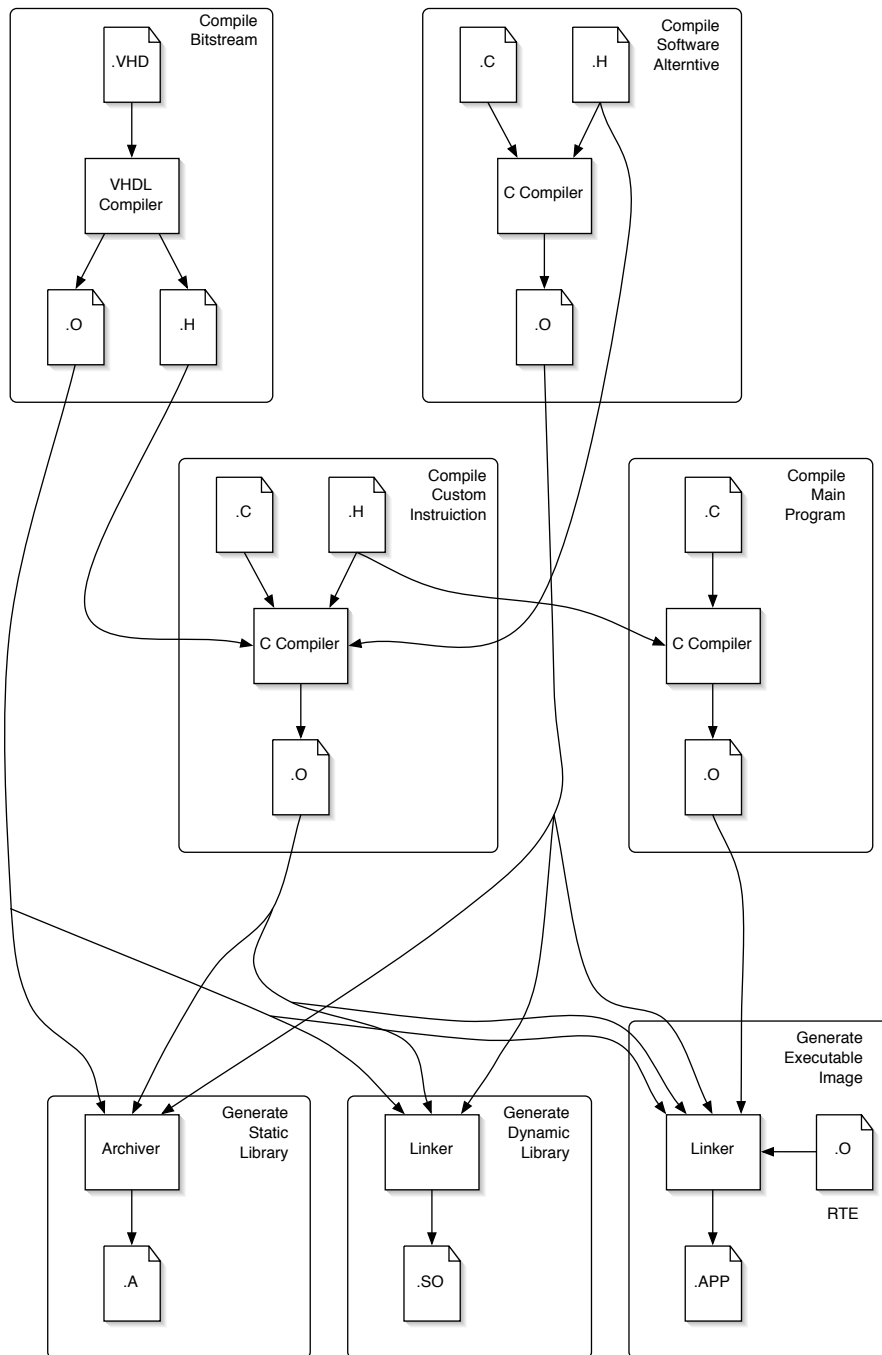 Compile
Bitstream
.VHD
VHDL
Compiler
.O
.H
Compile
Software
Alterntive
.C
.H
C Compiler
.O
Compile
Custom
Instruiction
.C
.H
C Compiler
.O
Compile
Main
Program
.C
C Compiler
.O
Generate
Static
Library
Archiver
.A
Generate
Dynamic
Library
Linker
.SO
Generate
Executable
Image
Linker
.O
RTE
.APP